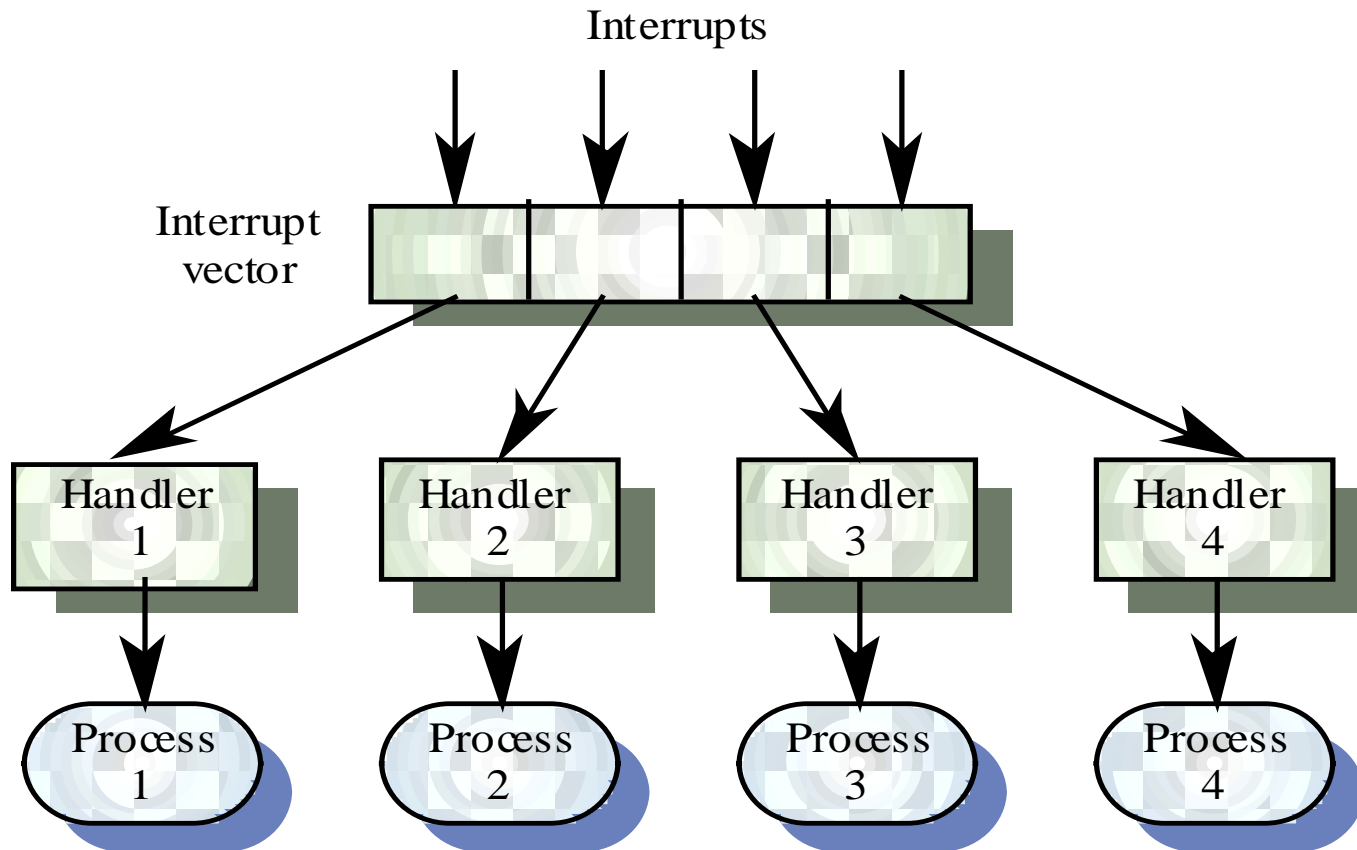 Interrupts
Interrupt
vector
Handler
1
Handler
2
Handler
3
Handler
4
Process
1
Process
2
Process
3
Process
4